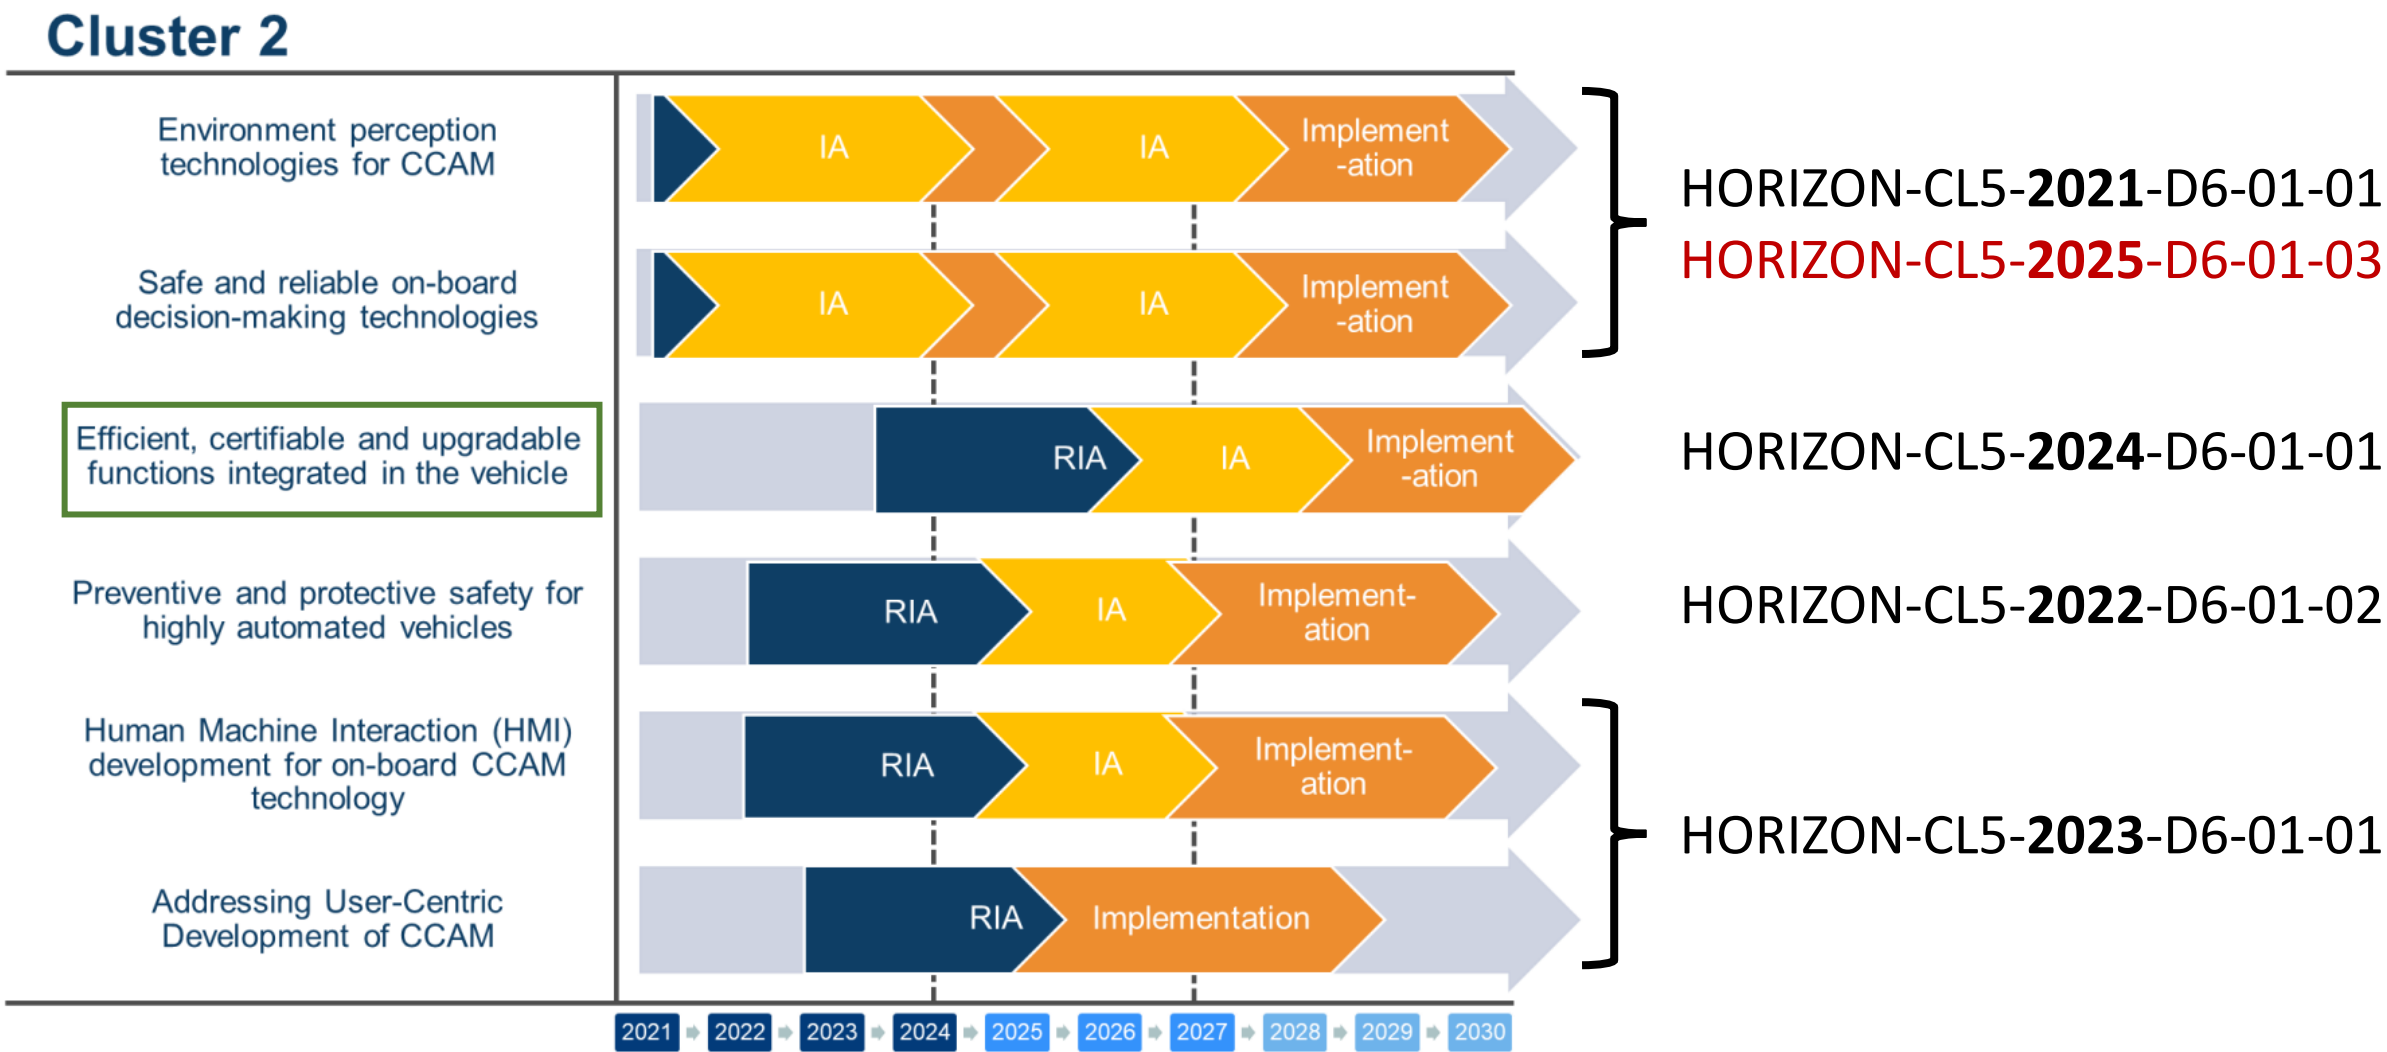 Cluster 2
Environment perception
technologies for CCAM
IA
IA
Implement
-ation
HORIZON-CL5-2021-D6-01-01
HORIZON-CL5-2025-D6-01-03
Safe and reliable on-board
decision-making technologies
IA
IA
Implement
-ation
Efficient, certifiable and upgradable
functions integrated in the vehicle
RIA
IA
Implement
-ation
HORIZON-CL5-2024-D6-01-01
Preventive and protective safety for
highly automated vehicles
RIA
IA
Implement-
ation
HORIZON-CL5-2022-D6-01-02
Human Machine Interaction (HMI)
development for on-board CCAM
technology
RIA
IA
Implement-
ation
HORIZON-CL5-2023-D6-01-01
Addressing User-Centric
Development of CCAM
RIA
Implementation
2021 2022 2023 2024 2025 2026 2027 2028 2029 2030